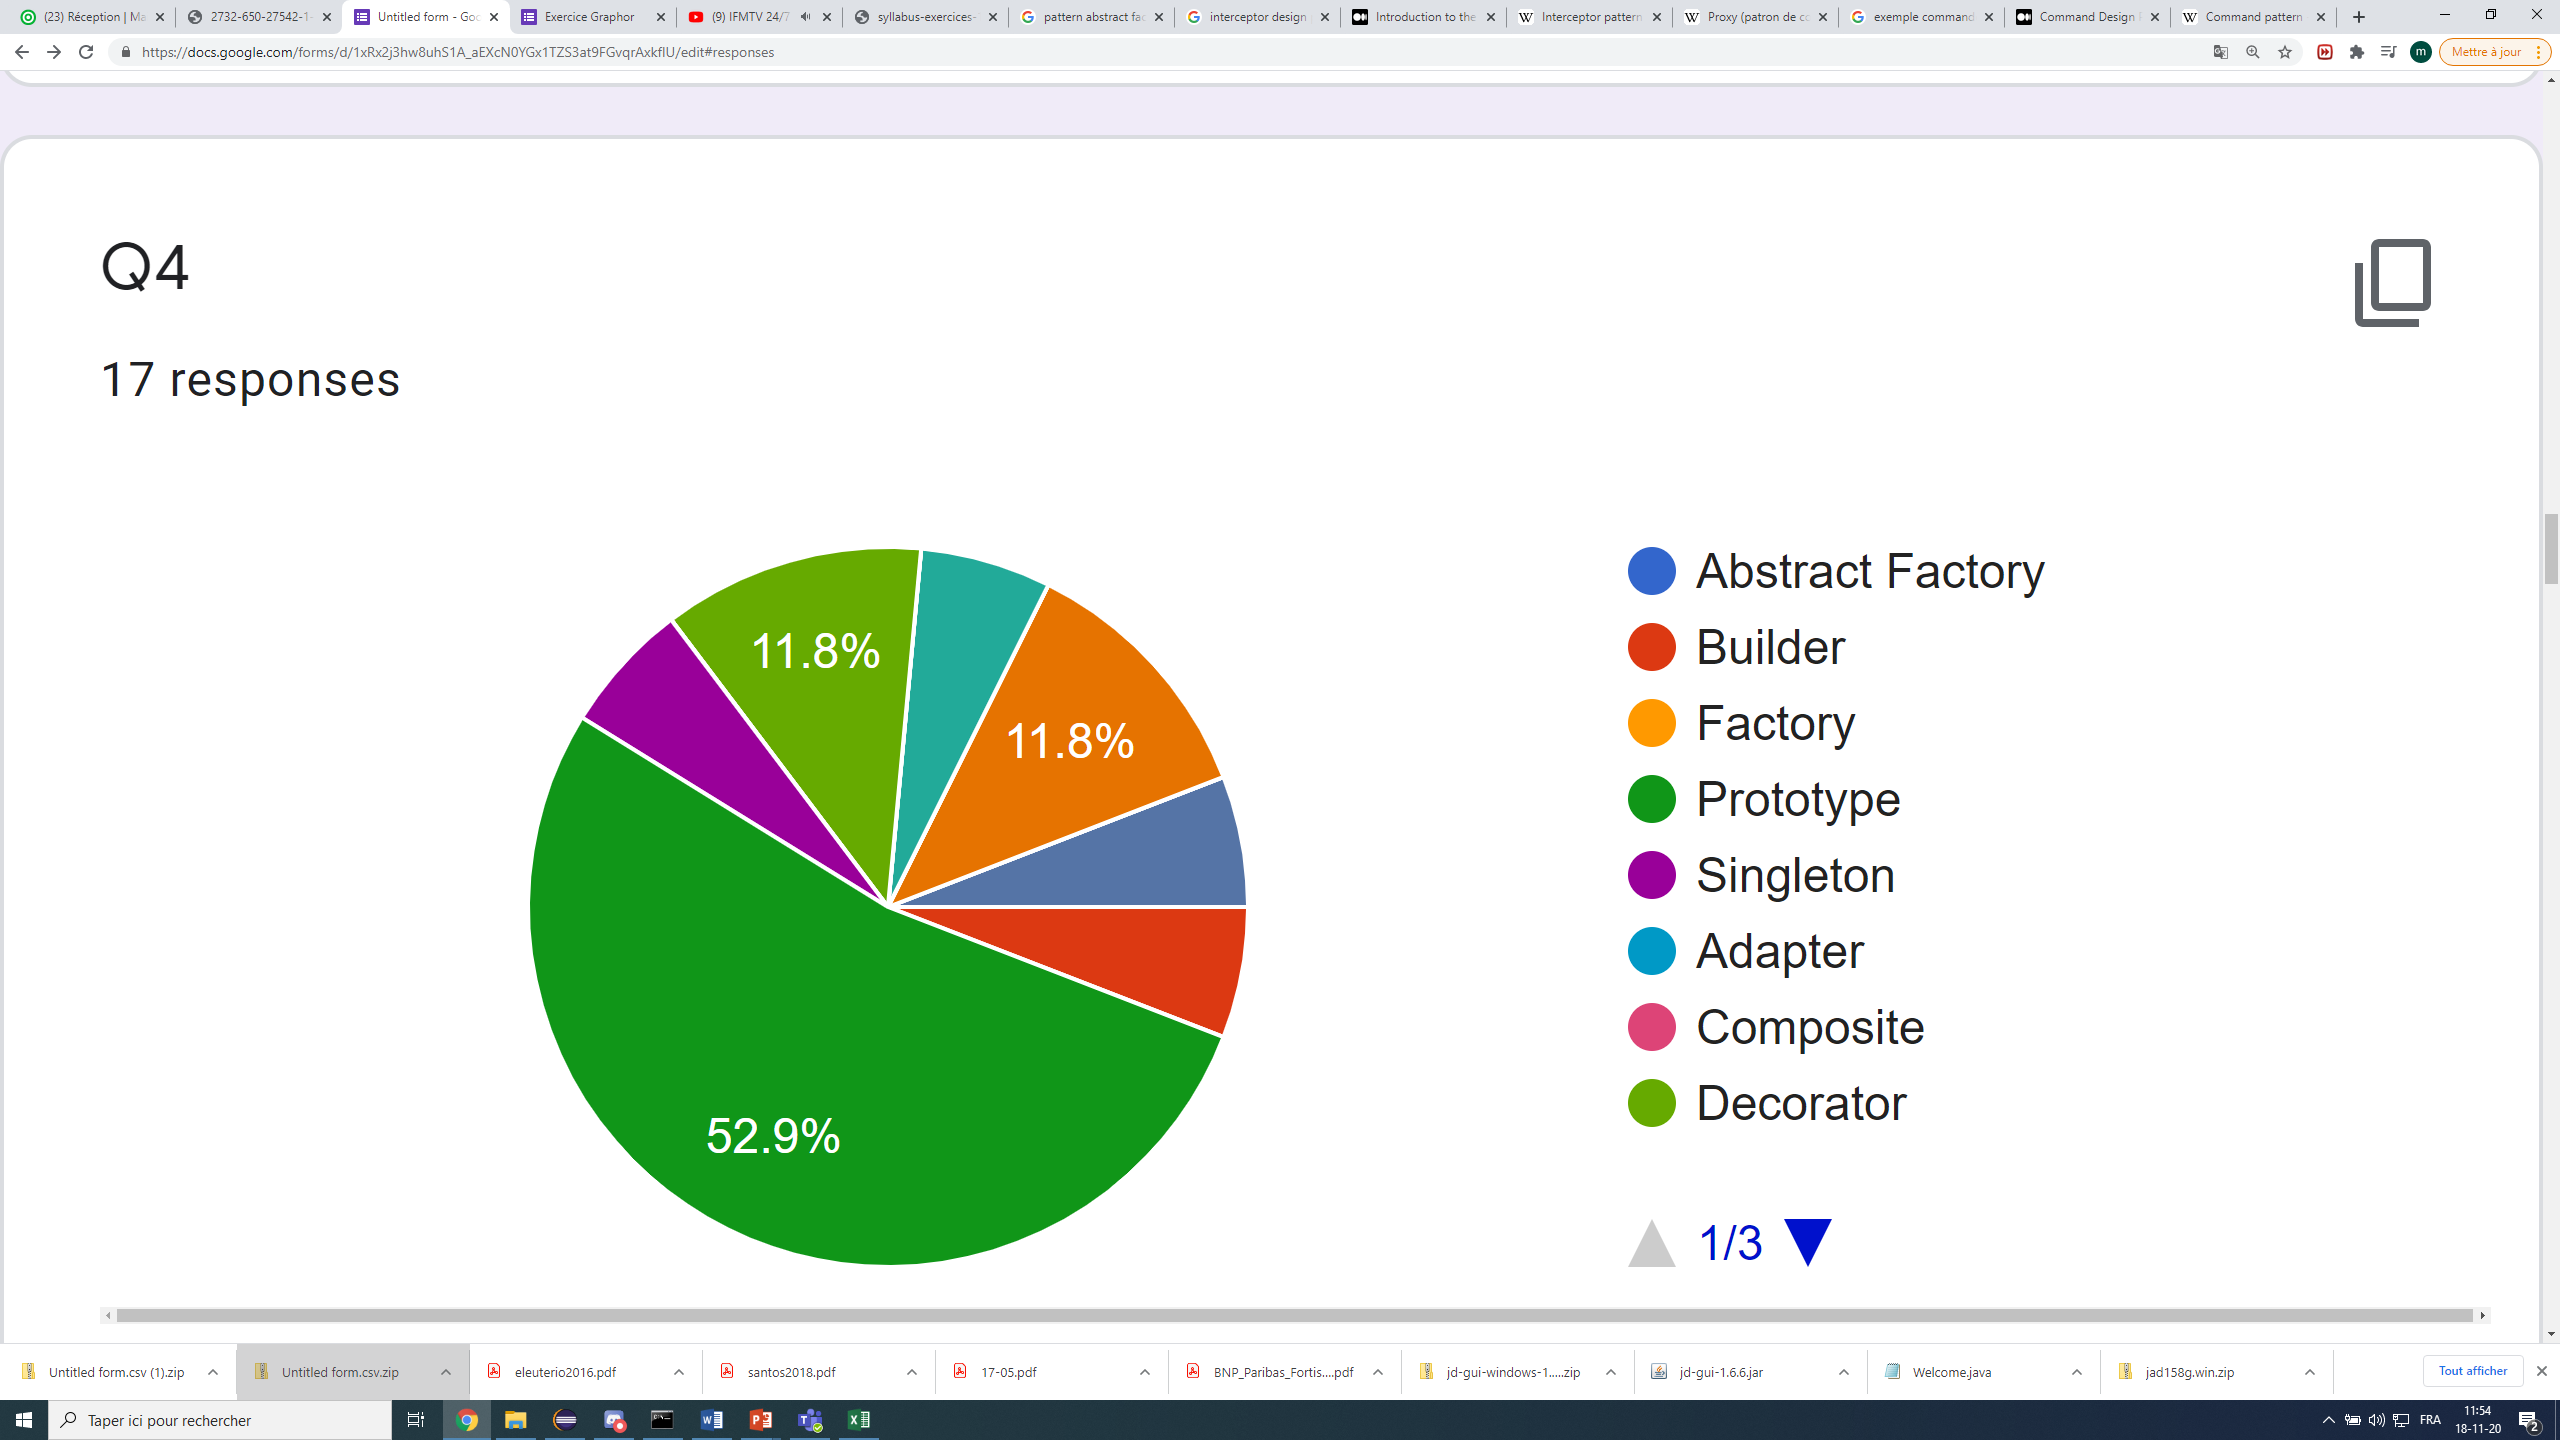 (23) Réception | Ma
2732-650-27542-1-
Untitled form - Goo
Exercice Graphor
(9) IFMTV 24/7
syllabus-exercices-
pattern abstract fac
interceptor design
Introduction to the
Interceptor pattern
Proxy (patron de co
exemple command
Command Design
Command pattern
https://docs.google.com/forms/d/1xRx2j3hw8uhS1A_aEXcN0YGx1TZS3at9FGvqrAxkflU/edit#responses
m
Mettre à jour
Q4
17 responses
11.8%
11.8%
52.9%
Abstract Factory
Builder
Factory
Prototype
Singleton
Adapter
Composite
Decorator
1/3
Untitled form.csv (1).zip
Untitled form.csv.zip
eleuterio2016.pdf
santos2018.pdf
17-05.pdf
BNP_Paribas_Fortis....pdf
jd-gui-windows-1.....zip
jd-gui-1.6.6.jar
Welcome.java
jad158g.win.zip
Tout afficher
Taper ici pour rechercher
FRA
11:54
18-11-20
2